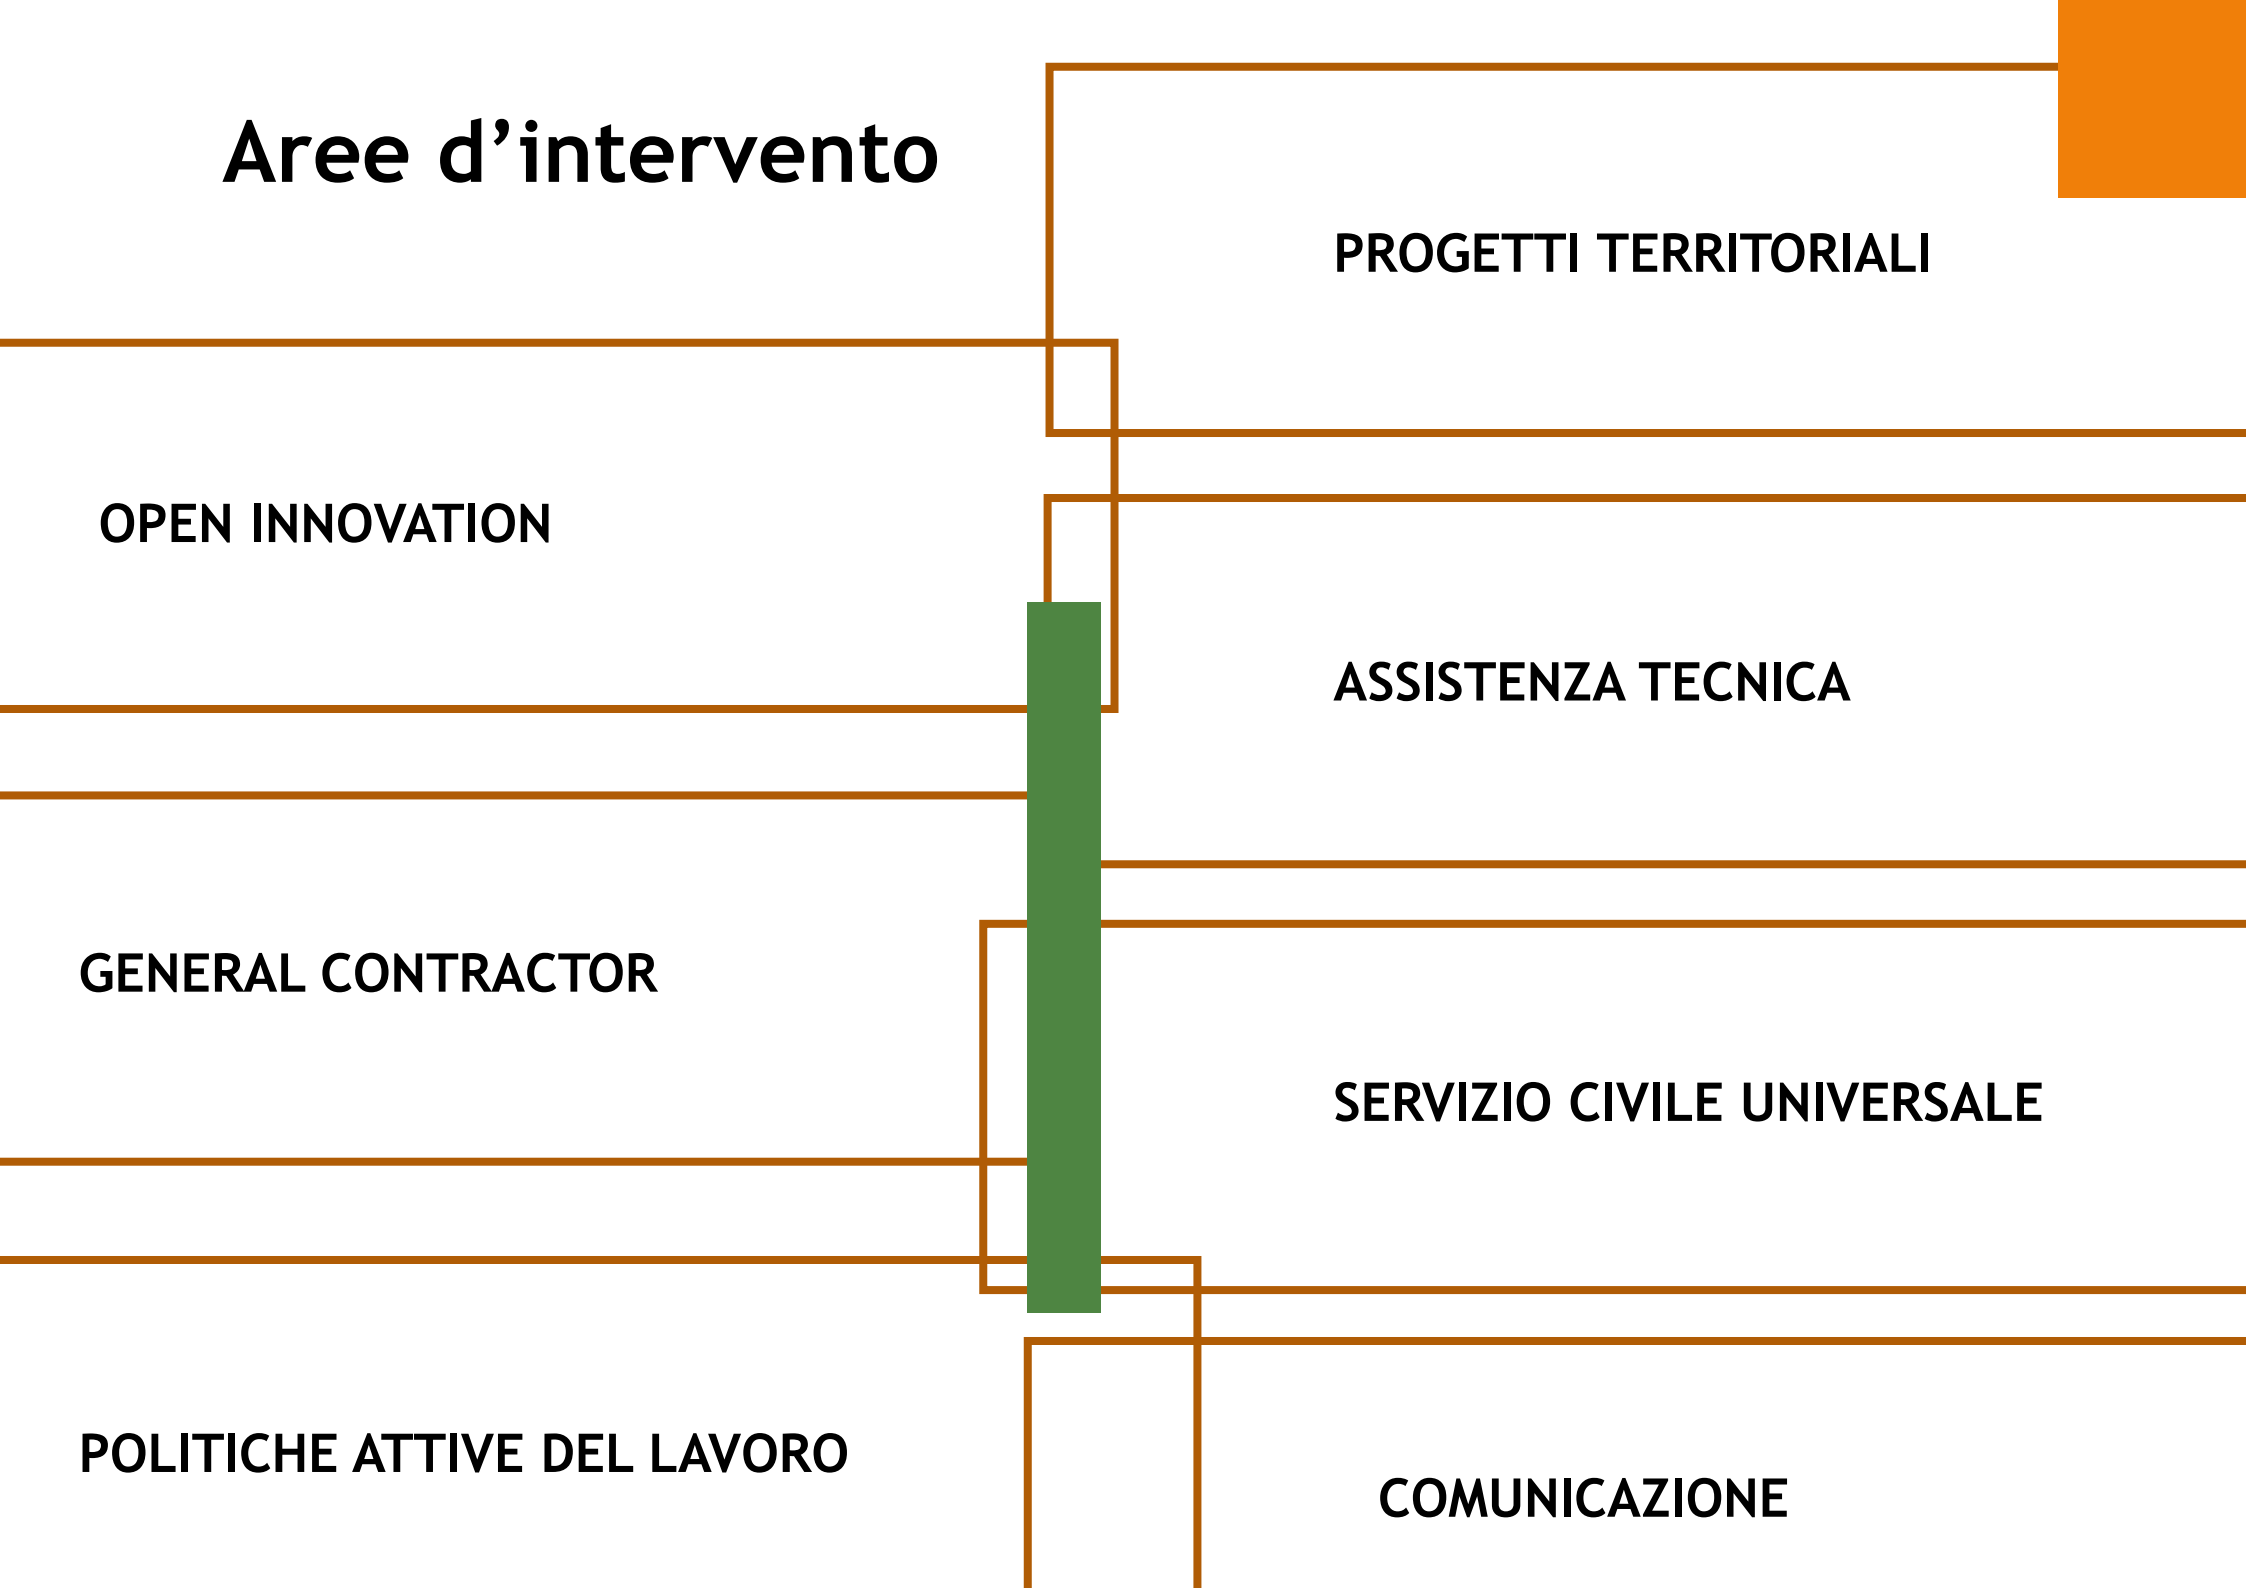 Aree d’intervento
PROGETTI TERRITORIALI
OPEN INNOVATION
ASSISTENZA TECNICA
GENERAL CONTRACTOR
SERVIZIO CIVILE UNIVERSALE
POLITICHE ATTIVE DEL LAVORO
COMUNICAZIONE